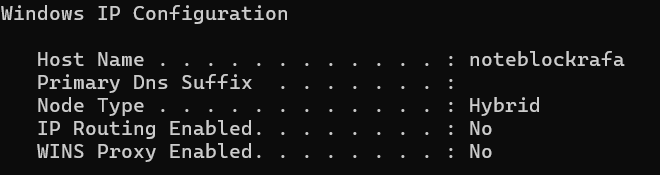 Windows IP Configuration
Host Name . . . . . . . . . . . . : noteblockrafa
Primary Dns Suffix  . . . . . . . :
Node Type . . . . . . . . . . . . : Hybrid
IP Routing Enabled. . . . . . . . : No
WINS Proxy Enabled. . . . . . . . : No